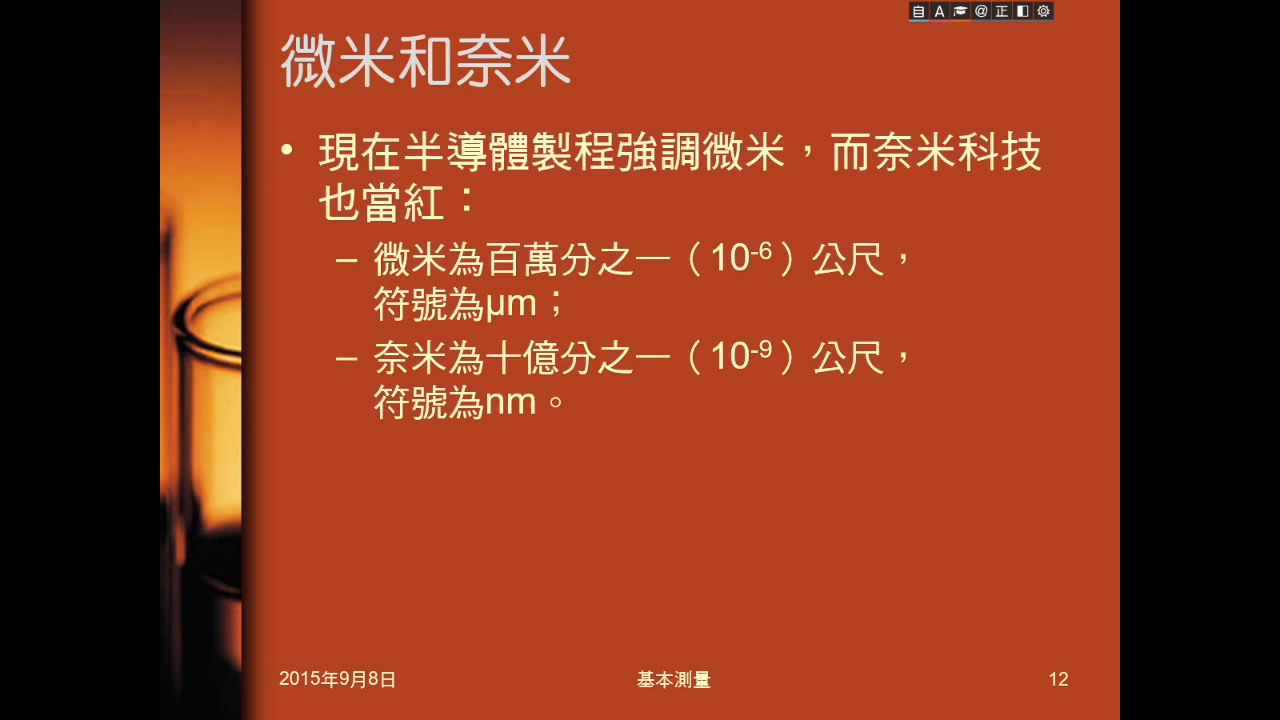 自 A @ 正
微米和奈米
• 現在半導體製程強調微米，而奈米科技
也當紅：
– 微米為百萬分之一（10⁻⁶）公尺，
符號為μm；
– 奈米為十億分之一（10⁻⁹）公尺，
符號為nm。
2015年9月8日 基本測量 12